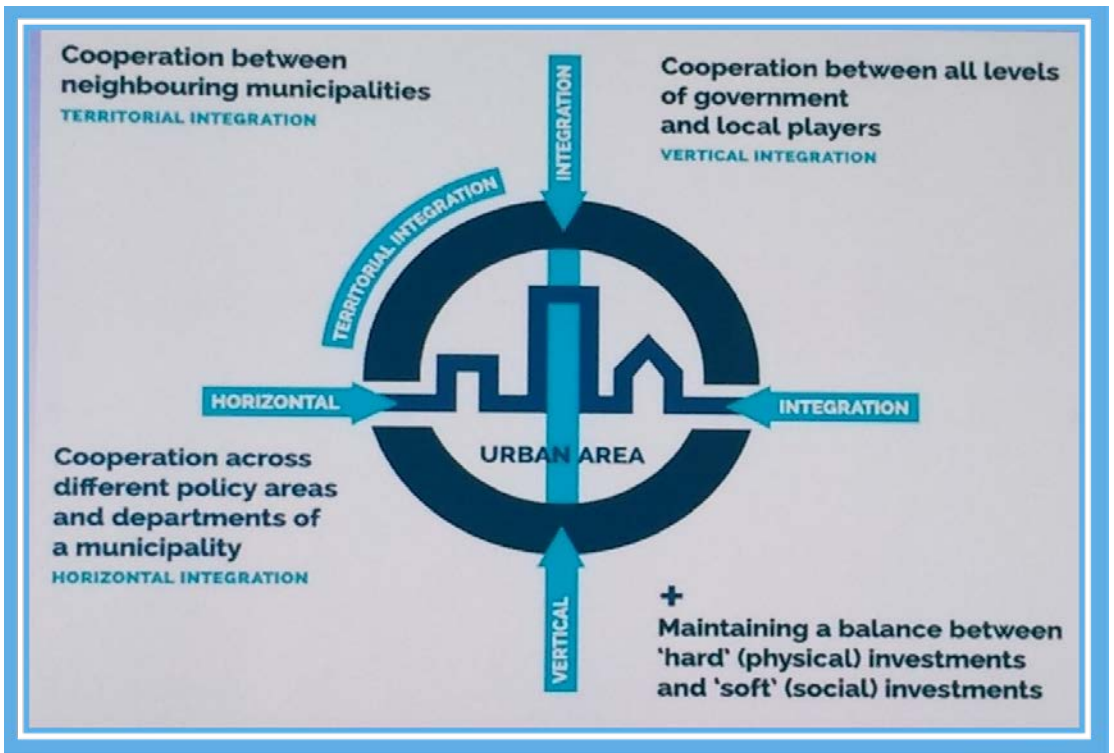 Cooperation between
neighbouring municipalities
TERRITORIAL INTEGRATION
Cooperation between all levels
of government
and local players
VERTICAL INTEGRATION
INTEGRATION
TERRITORIAL INTEGRATION
HORIZONTAL
INTEGRATION
URBAN AREA
Cooperation across
different policy areas
and departments of
a municipality
HORIZONTAL INTEGRATION
VERTICAL
+
Maintaining a balance between
‘hard’ (physical) investments
and ‘soft’ (social) investments